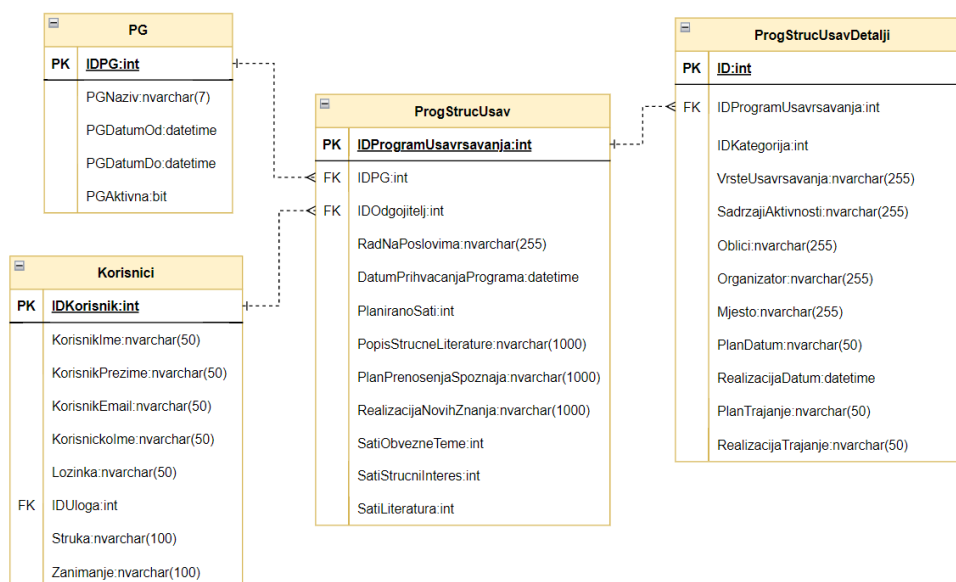 PG
PK IDPG:int
PGNaziv:nvarchar(7)
PGDatumOd:datetime
PGDatumDo:datetime
PGAktivna:bit
Korisnici
PK IDKorisnik:int
KorisnikIme:nvarchar(50)
KorisnikPrezime:nvarchar(50)
KorisnikEmail:nvarchar(50)
KorisnickoIme:nvarchar(50)
Lozinka:nvarchar(50)
FK IDUloga:int
Struka:nvarchar(100)
Zanimanje:nvarchar(100)
ProgStrucUsav
PK IDProgramUsavrsavanja:int
FK IDPG:int
FK IDOdgojitelj:int
RadNaPoslovima:nvarchar(255)
DatumPrihvacanjaPrograma:datetime
PlaniranoSati:int
PopisStrucneLiterature:nvarchar(1000)
PlanPrenosenjaSpoznaja:nvarchar(1000)
RealizacijaNovihZnanja:nvarchar(1000)
SatiObvezneTeme:int
SatiStrucniInteres:int
SatiLiteratura:int
ProgStrucUsavDetalji
PK ID:int
FK IDProgramUsavrsavanja:int
IDKategorija:int
VrsteUsavrsavanja:nvarchar(255)
SadrzajiAktivnosti:nvarchar(255)
Oblici:nvarchar(255)
Organizator:nvarchar(255)
Mjesto:nvarchar(255)
PlanDatum:nvarchar(50)
RealizacijaDatum:datetime
PlanTrajanje:nvarchar(50)
RealizacijaTrajanje:nvarchar(50)